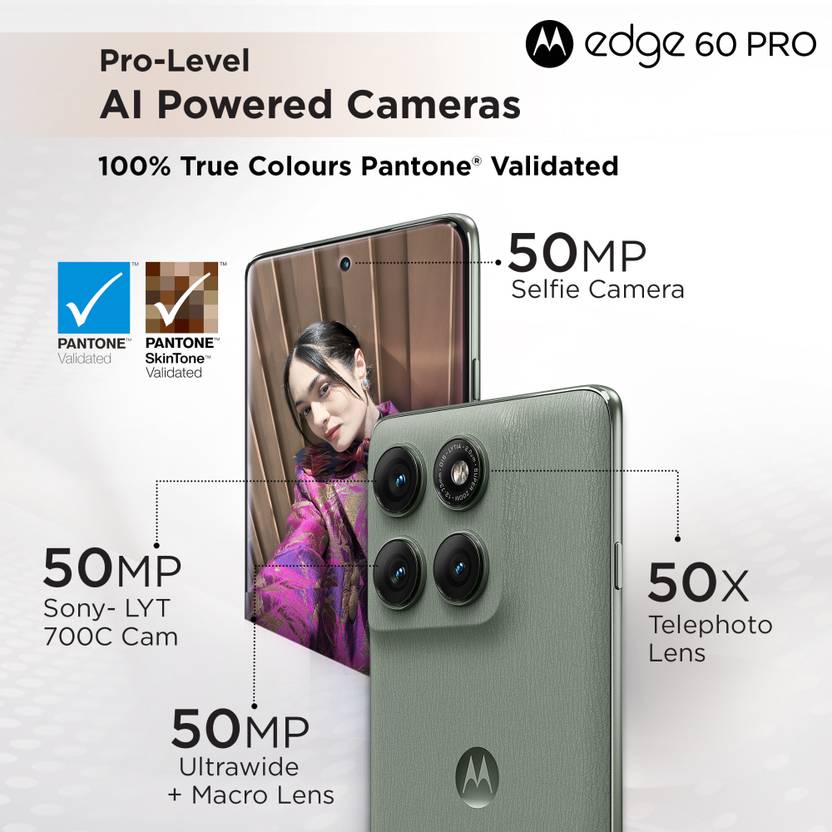 edge 60 PRO
Pro-Level
AI Powered Cameras
100% True Colours Pantone® Validated
50MP
Selfie Camera
PANTONE™
Validated
PANTONE™
SkinTone™
Validated
50MP
Sony- LYT
700C Cam
50X
Telephoto
Lens
50MP
Ultrawide
+ Macro Lens